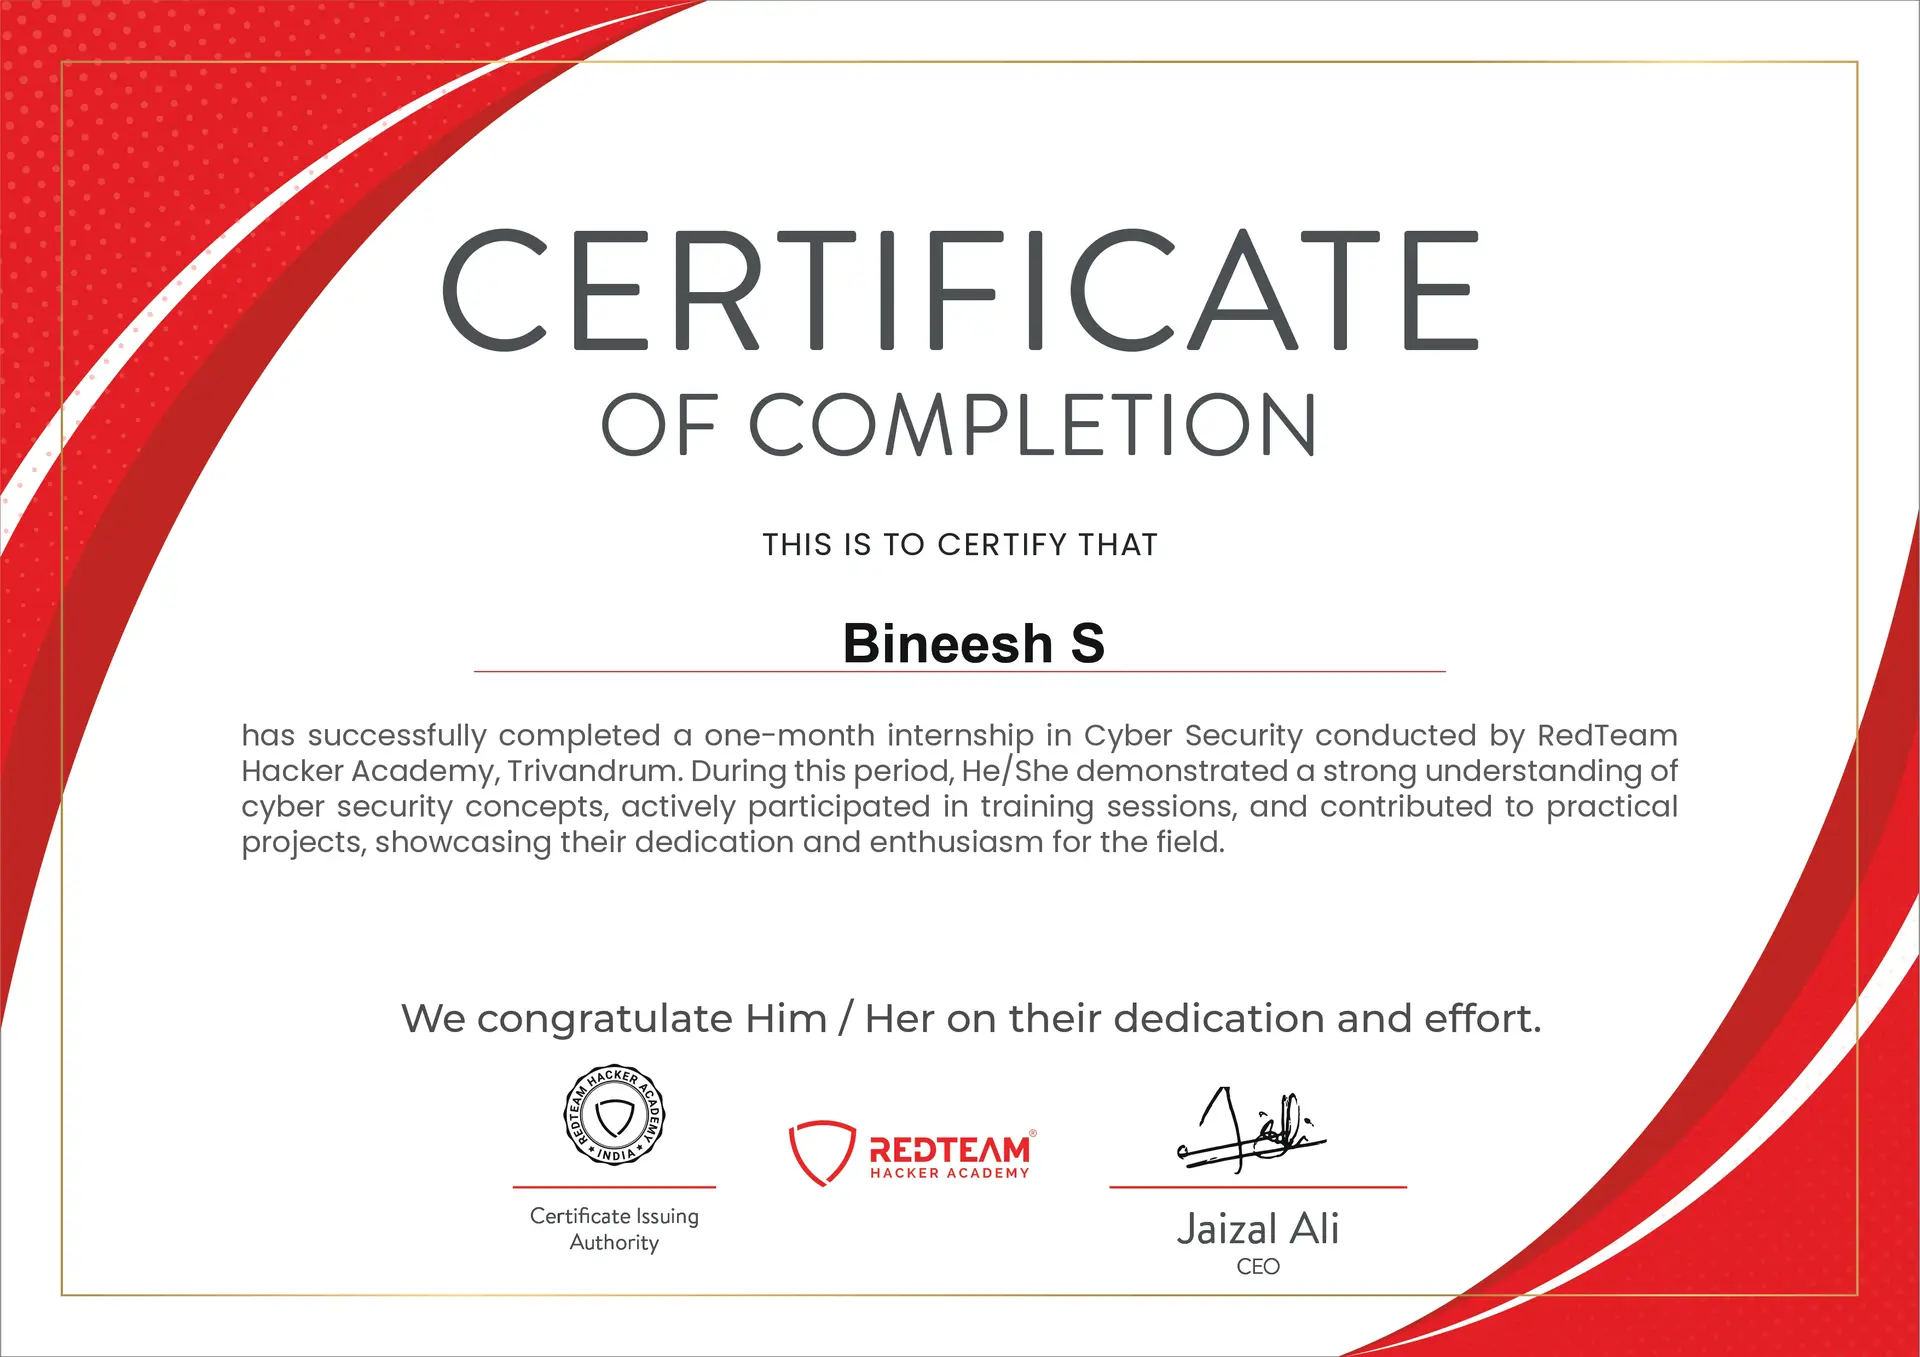 CERTIFICATE
OF COMPLETION
THIS IS TO CERTIFY THAT
Bineesh S
has successfully completed a one-month internship in Cyber Security conducted by RedTeam
Hacker Academy, Trivandrum. During this period, He/She demonstrated a strong understanding of
cyber security concepts, actively participated in training sessions, and contributed to practical
projects, showcasing their dedication and enthusiasm for the field.
We congratulate Him / Her on their dedication and effort.
REDTEAM HACKER ACADEMY
★ INDIA ★
Certificate Issuing
Authority
REDTEAM®
HACKER ACADEMY
Jaizal Ali
CEO